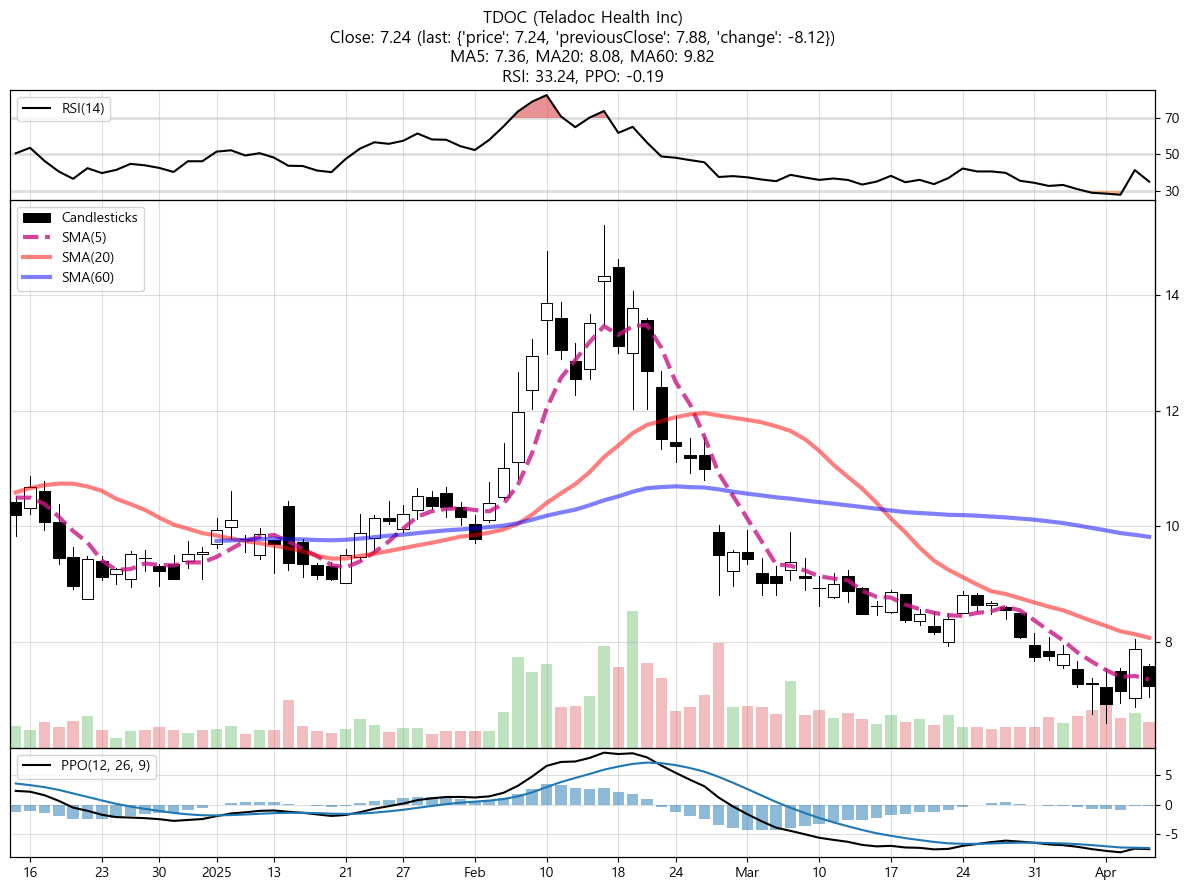 TDOC (Teladoc Health Inc)
Close: 7.24 (last: {'price': 7.24, 'previousClose': 7.88, 'change': -8.12})
MA5: 7.36, MA20: 8.08, MA60: 9.82
RSI: 33.24, PPO: -0.19
RSI(14)
70
50
30
Candlesticks
SMA(5)
SMA(20)
SMA(60)
14
12
10
8
PPO(12, 26, 9)
5
0
-5
16 23 30 2025 13 21 27 Feb 10 18 24 Mar 10 17 24 31 Apr